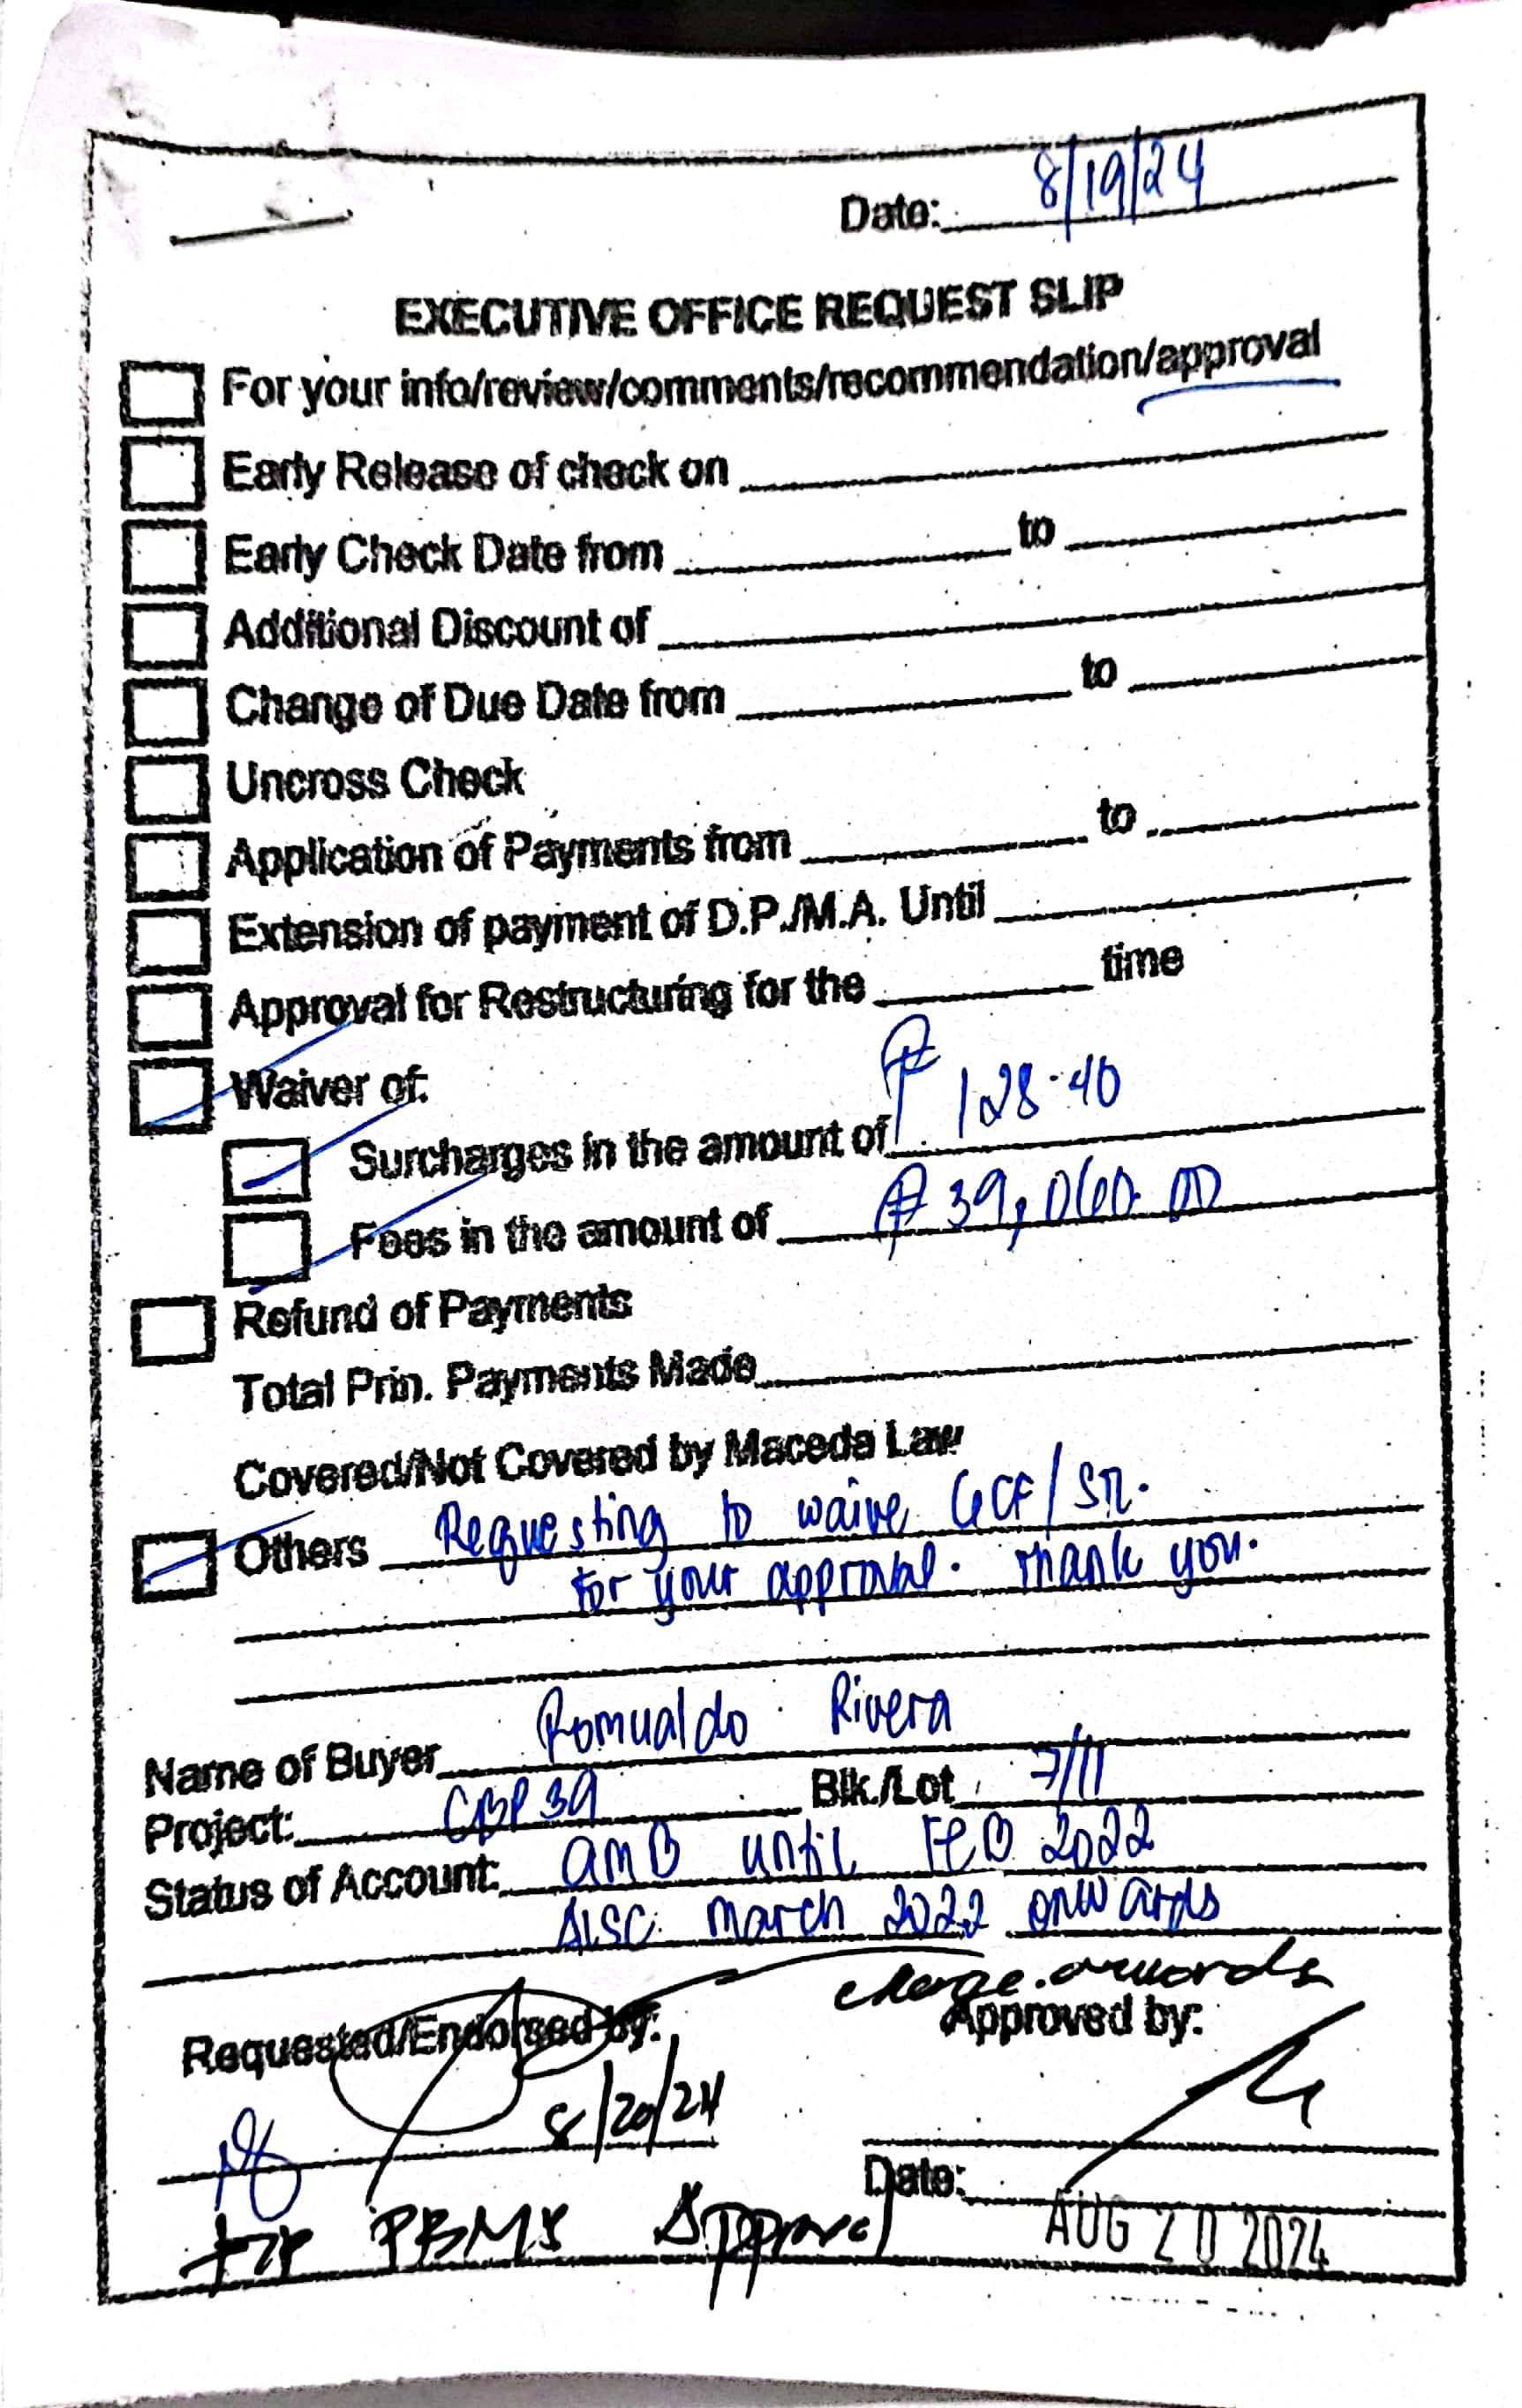 Date: 8/19/24
EXECUTIVE OFFICE REQUEST SLIP
For your info/review/comments/recommendation/approval
Early Release of check on
Early Check Date from to
Additional Discount of
Change of Due Date from to
Uncross Check
Application of Payments from to
Extension of payment of D.P./M.A. Until
Approval for Restructuring for the time
Waiver of:
Surcharges in the amount of ₱ 128.40
Fees in the amount of ₱ 39,060.00
Refund of Payments
Total Prin. Payments Made
Covered/Not Covered by Maceda Law
Others Requesting to waive GCF/
for your approval. Thank you.
Name of Buyer Romualdo Rivera
Project: CBP 39 Blk./Lot 7/11
Status of Account: until FEB 2022
March 2022 onwards
charge onwards
Requested/Endorsed by: Approved by:
8/20/24
Date: AUG 20 2024
for PBMS Approval